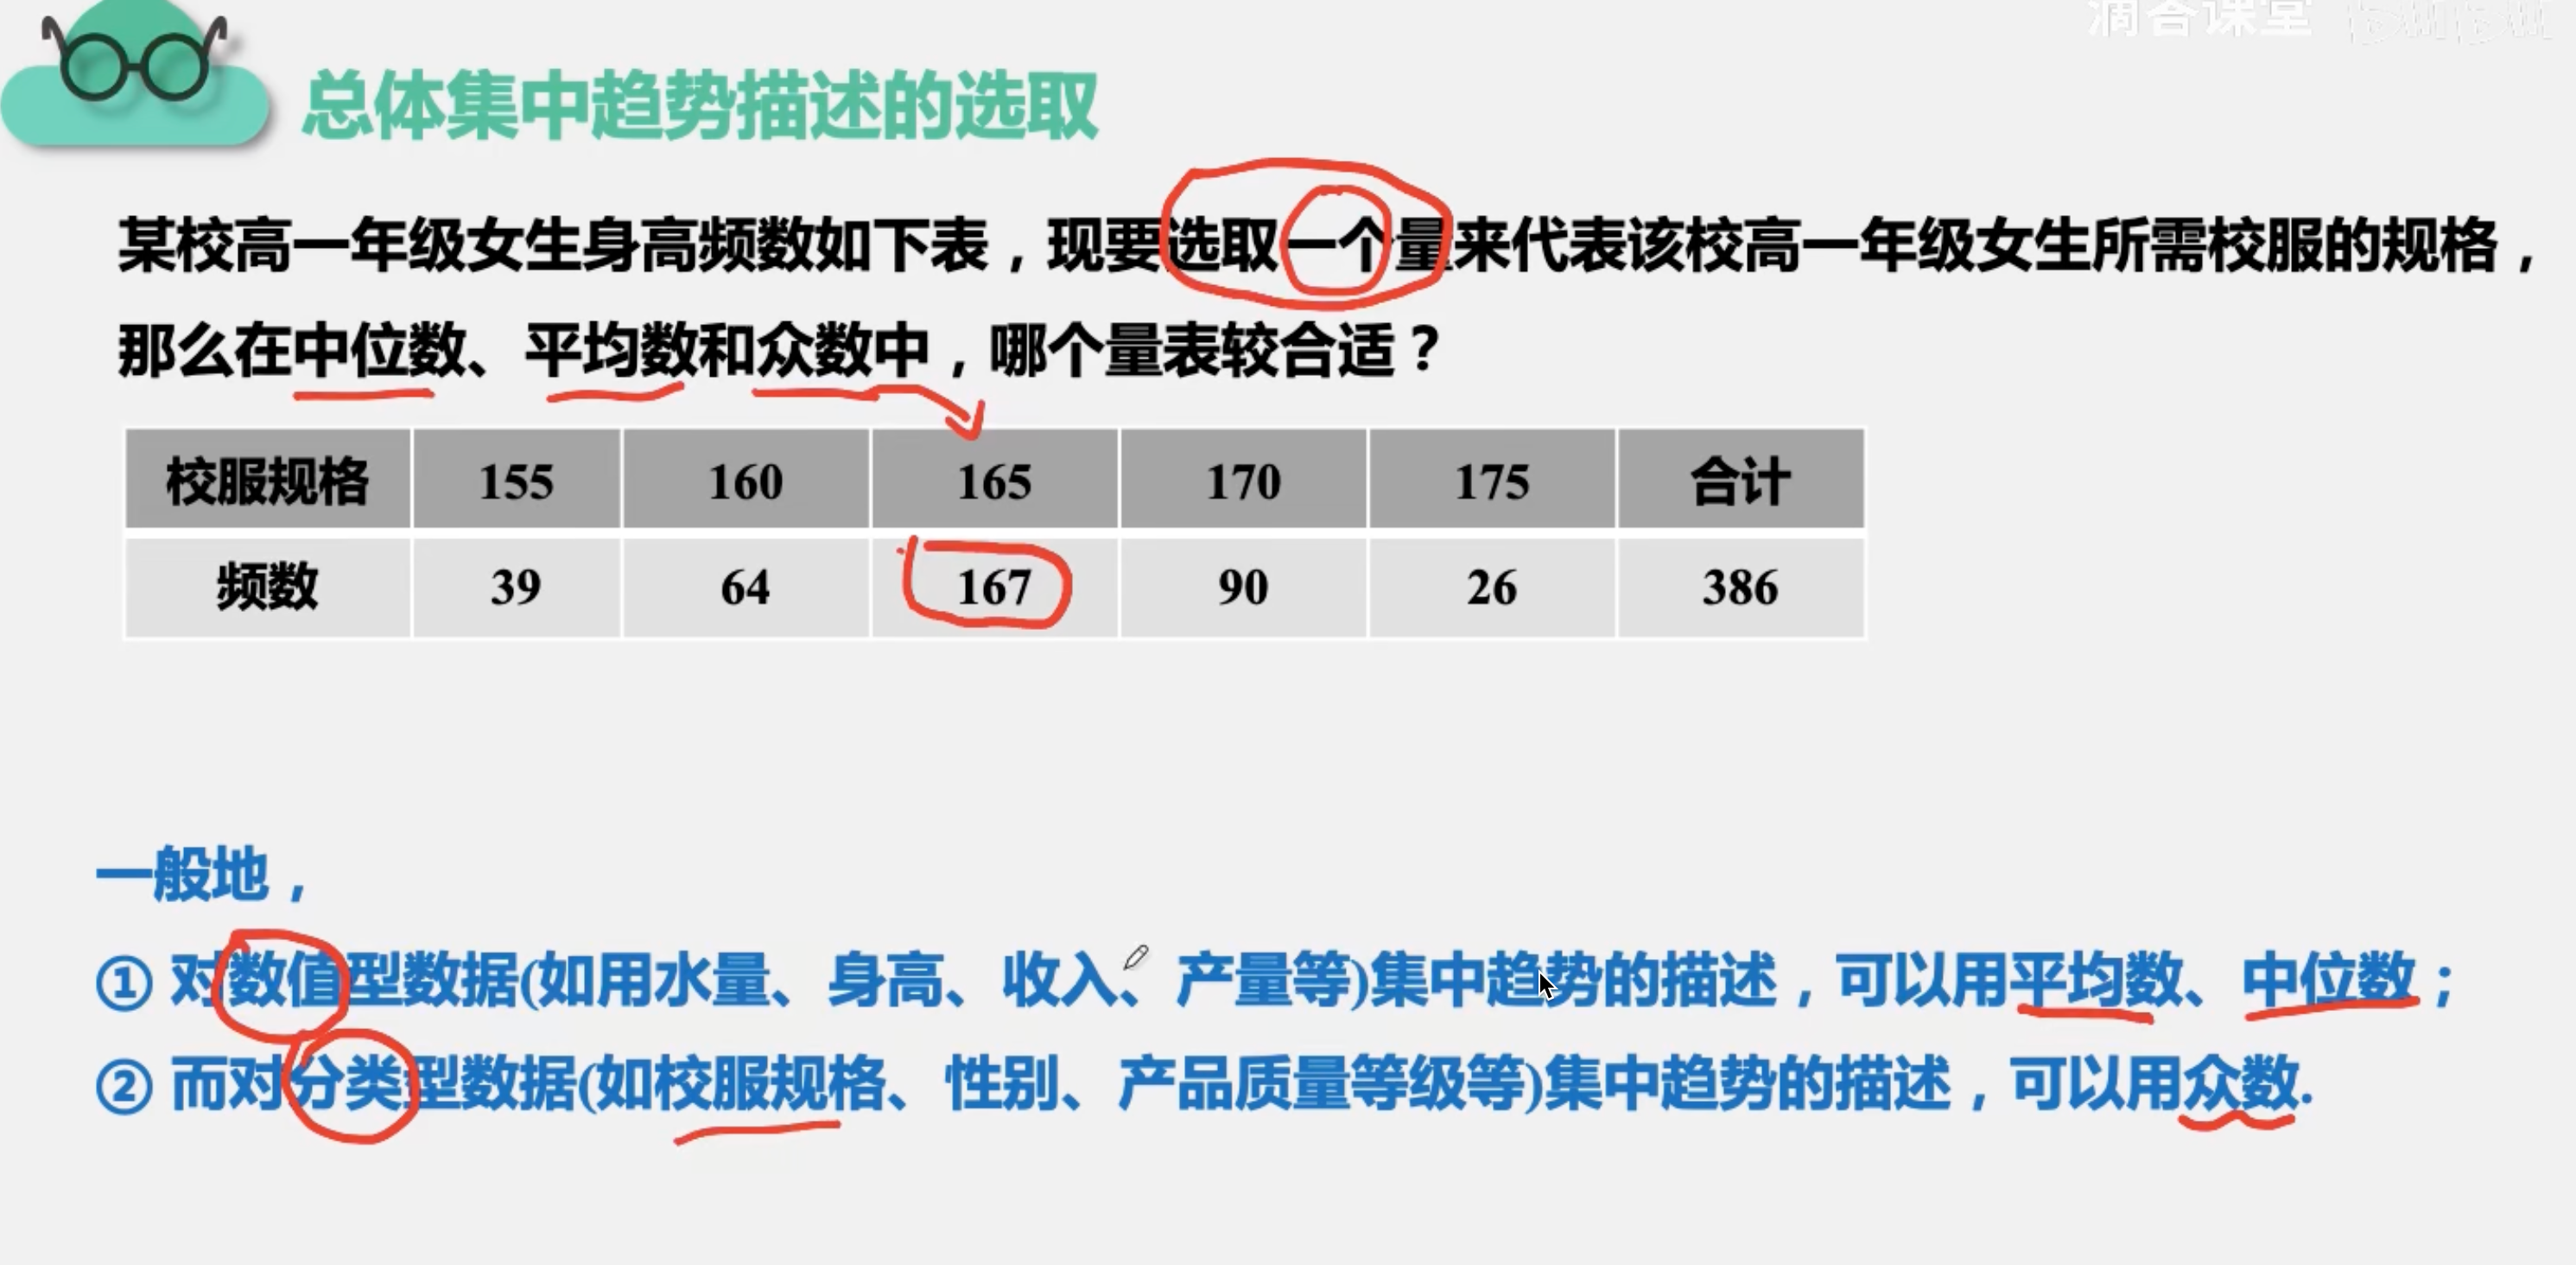 总体集中趋势描述的选取
某校高一年级女生身高频数如下表，现要选取一个量来代表该校高一年级女生所需校服的规格，
那么在中位数、平均数和众数中，哪个量表较合适？
校服规格 155 160 165 170 175 合计
频数 39 64 167 90 26 386
一般地，
① 对数值型数据(如用水量、身高、收入、产量等)集中趋势的描述，可以用平均数、中位数；
② 而对分类型数据(如校服规格、性别、产品质量等级等)集中趋势的描述，可以用众数.